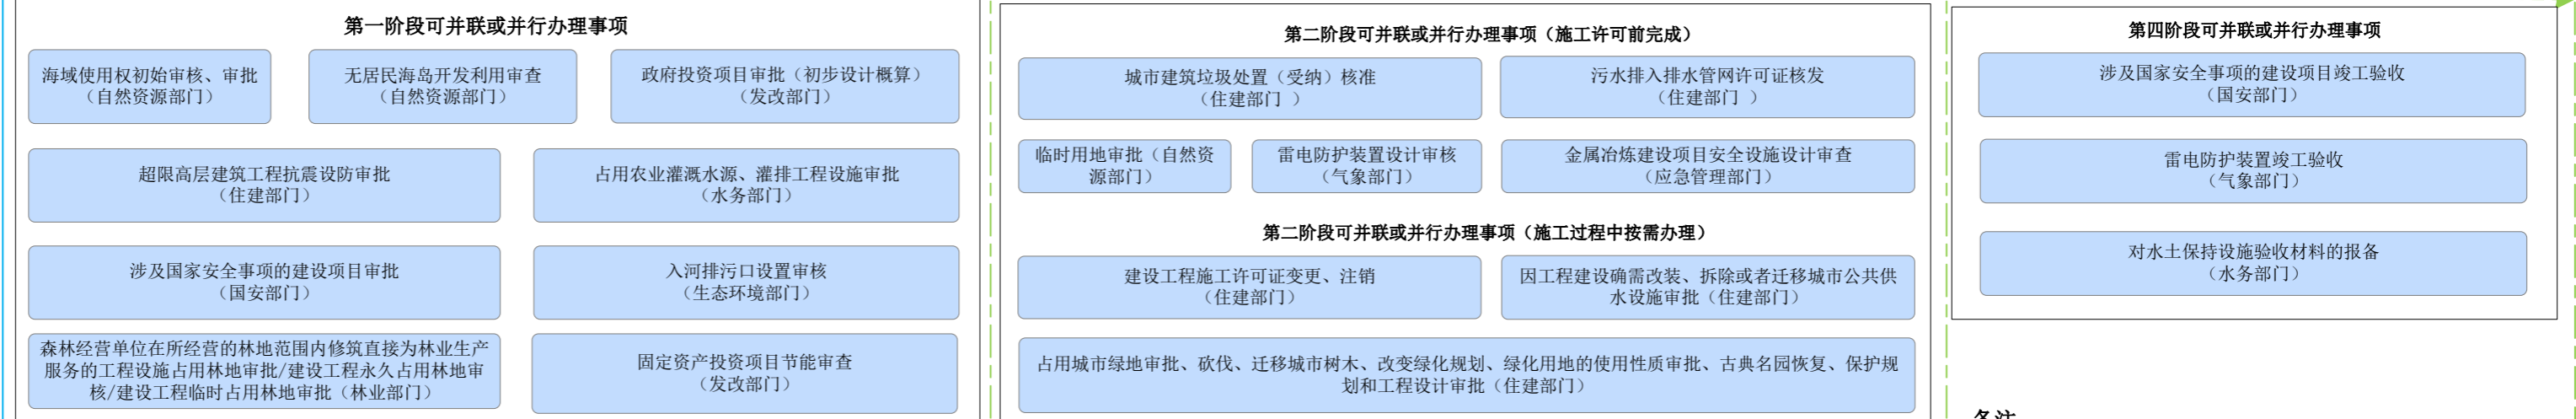 第一阶段可并联或并行办理事项
海域使用权初始审核、审批
（自然资源部门）
无居民海岛开发利用审查
（自然资源部门）
政府投资项目审批（初步设计概算）
（发改部门）
超限高层建筑工程抗震设防审批
（住建部门）
占用农业灌溉水源、灌排工程设施审批
（水务部门）
涉及国家安全事项的建设项目审批
（国安部门）
入河排污口设置审核
（生态环境部门）
森林经营单位在所经营的林地范围内修筑直接为林业生产
服务的工程设施占用林地审批/建设工程永久占用林地审
核/建设工程临时占用林地审批（林业部门）
固定资产投资项目节能审查
（发改部门）
第二阶段可并联或并行办理事项（施工许可前完成）
城市建筑垃圾处置（受纳）核准
（住建部门 ）
污水排入排水管网许可证核发
（住建部门 ）
临时用地审批（自然资
源部门）
雷电防护装置设计审核
（气象部门）
金属冶炼建设项目安全设施设计审查
（应急管理部门）
第二阶段可并联或并行办理事项（施工过程中按需办理）
建设工程施工许可证变更、注销
（住建部门）
因工程建设确需改装、拆除或者迁移城市公共供
水设施审批（住建部门）
占用城市绿地审批、砍伐、迁移城市树木、改变绿化规划、绿化用地的使用性质审批、古典名园恢复、保护规
划和工程设计审批（住建部门）
第四阶段可并联或并行办理事项
涉及国家安全事项的建设项目竣工验收
（国安部门）
雷电防护装置竣工验收
（气象部门）
对水土保持设施验收材料的报备
（水务部门）